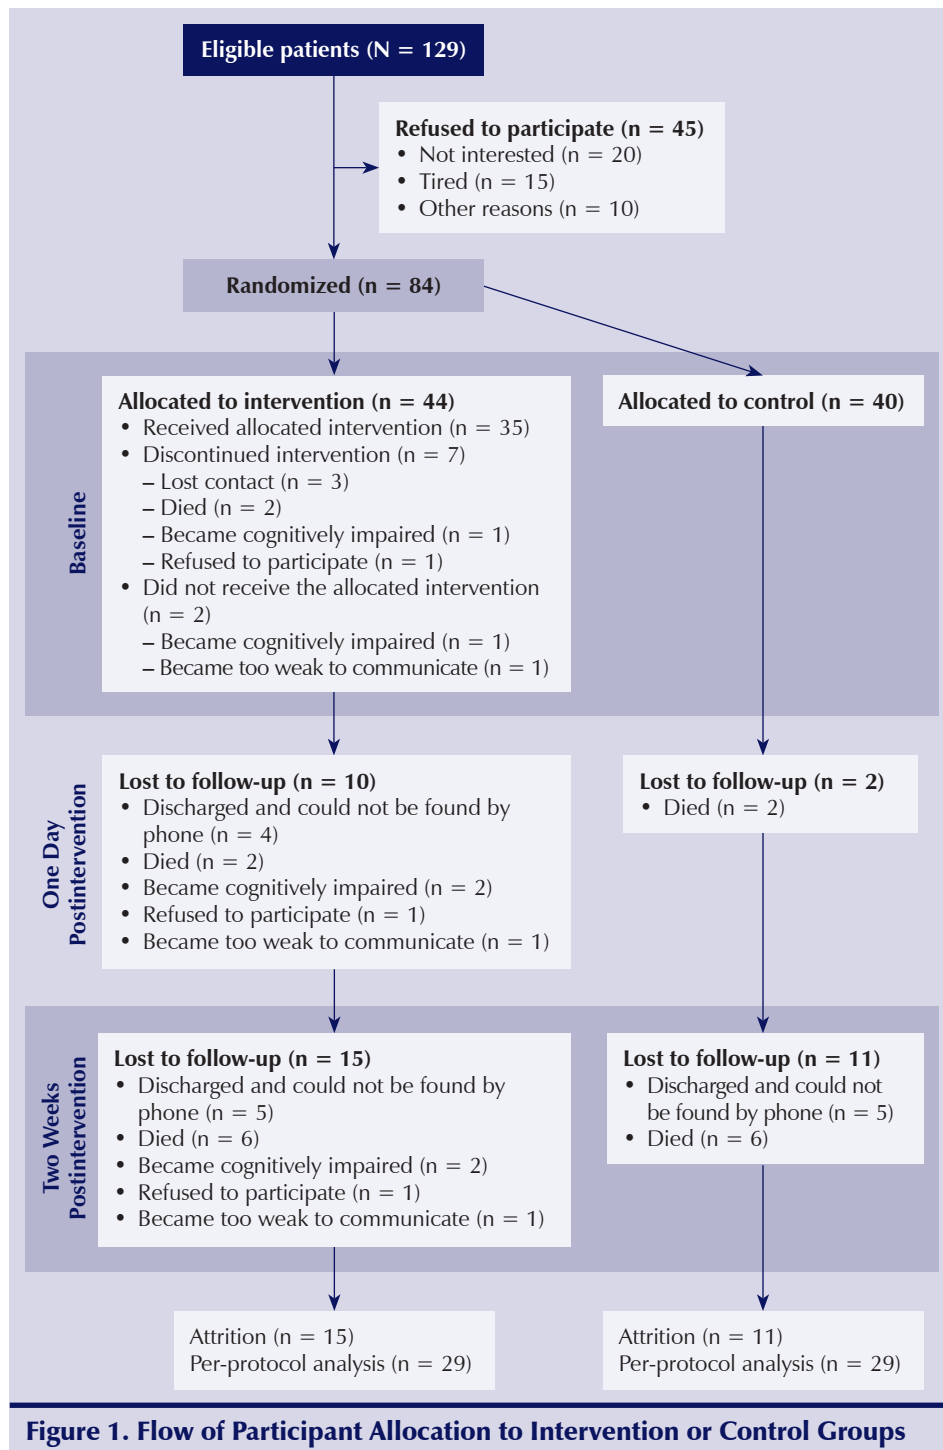 Eligible patients (N = 129)
Refused to participate (n = 45)
• Not interested (n = 20)
• Tired (n = 15)
• Other reasons (n = 10)
Randomized (n = 84)
Baseline
Allocated to intervention (n = 44)
• Received allocated intervention (n = 35)
• Discontinued intervention (n = 7)
– Lost contact (n = 3)
– Died (n = 2)
– Became cognitively impaired (n = 1)
– Refused to participate (n = 1)
• Did not receive the allocated intervention
(n = 2)
– Became cognitively impaired (n = 1)
– Became too weak to communicate (n = 1)
Allocated to control (n = 40)
One Day
Postintervention
Lost to follow-up (n = 10)
• Discharged and could not be found by
phone (n = 4)
• Died (n = 2)
• Became cognitively impaired (n = 2)
• Refused to participate (n = 1)
• Became too weak to communicate (n = 1)
Lost to follow-up (n = 2)
• Died (n = 2)
Two Weeks
Postintervention
Lost to follow-up (n = 15)
• Discharged and could not be found by
phone (n = 5)
• Died (n = 6)
• Became cognitively impaired (n = 2)
• Refused to participate (n = 1)
• Became too weak to communicate (n = 1)
Lost to follow-up (n = 11)
• Discharged and could not
be found by phone (n = 5)
• Died (n = 6)
Attrition (n = 15)
Per-protocol analysis (n = 29)
Attrition (n = 11)
Per-protocol analysis (n = 29)
Figure 1. Flow of Participant Allocation to Intervention or Control Groups